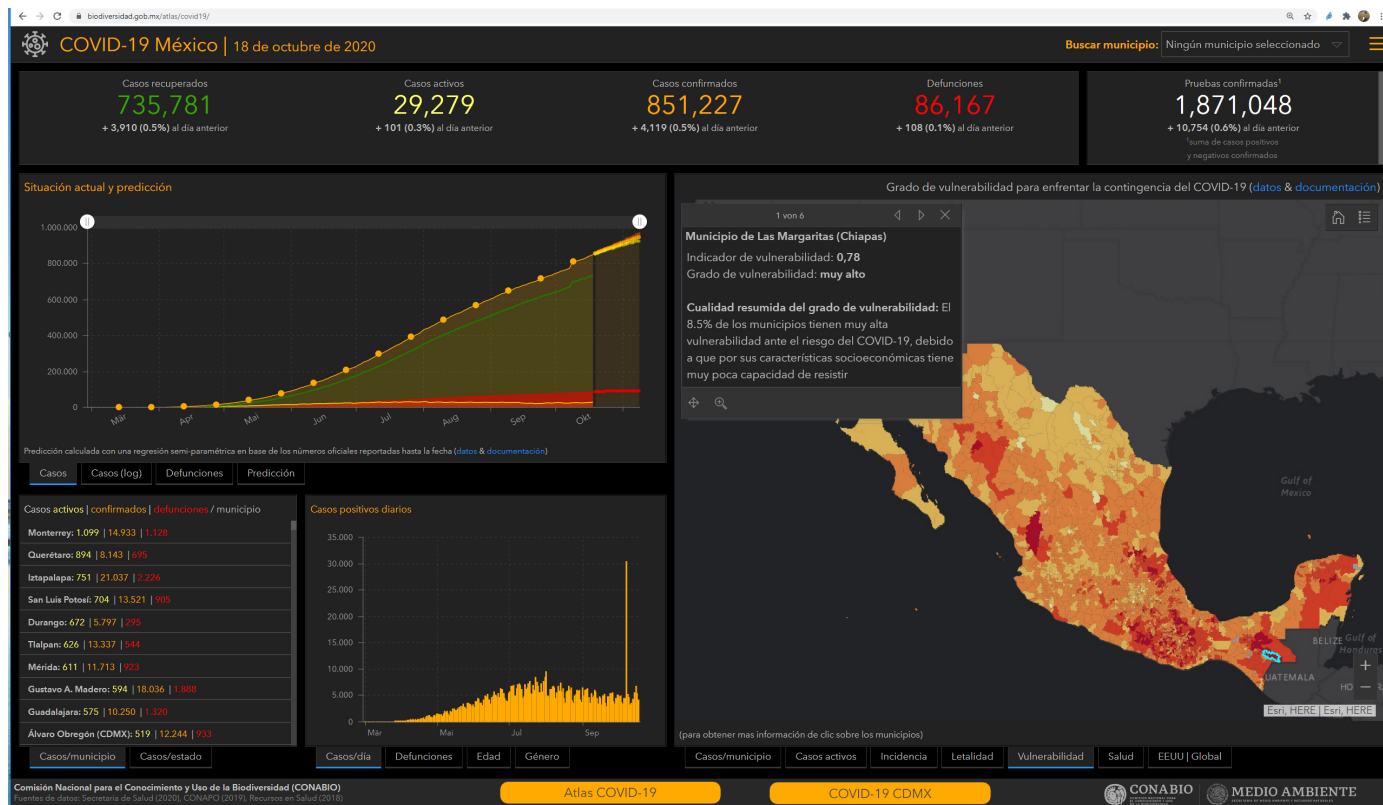 biodiversidad.gob.mx/atlas/covid19/
COVID-19 México | 18 de octubre de 2020
Buscar municipio: Ningún municipio seleccionado
Casos recuperados
735,781
+ 3,910 (0.5%) al día anterior
Casos activos
29,279
+ 101 (0.3%) al día anterior
Casos confirmados
851,227
+ 4,119 (0.5%) al día anterior
Defunciones
86,167
+ 108 (0.1%) al día anterior
Pruebas confirmadas¹
1,871,048
+ 10,754 (0.6%) al día anterior
¹suma de casos positivos
y negativos confirmados
Situación actual y predicción
1.000.000
800.000
600.000
400.000
200.000
0
Mär
Apr
Mai
Jun
Jul
Aug
Sep
Okt
Predicción calculada con una regresión semi-paramétrica en base de los números oficiales reportadas hasta la fecha (datos & documentación)
Casos
Casos (log)
Defunciones
Predicción
Casos activos | confirmados | defunciones / municipio
Monterrey: 1.099 | 14.933 | 1.128
Querétaro: 894 | 8.143 | 695
Iztapalapa: 751 | 21.037 | 2.226
San Luis Potosí: 704 | 13.521 | 905
Durango: 672 | 5.797 | 295
Tlalpan: 626 | 13.337 | 544
Mérida: 611 | 11.713 | 923
Gustavo A. Madero: 594 | 18.036 | 1.888
Guadalajara: 575 | 10.250 | 1.320
Álvaro Obregón (CDMX): 519 | 12.244 | 933
Casos/municipio
Casos/estado
Casos positivos diarios
35.000
30.000
25.000
20.000
15.000
10.000
5.000
0
Mär
Mai
Jul
Sep
Casos/día
Defunciones
Edad
Género
Grado de vulnerabilidad para enfrentar la contingencia del COVID-19 (datos & documentación)
1 von 6
Municipio de Las Margaritas (Chiapas)
Indicador de vulnerabilidad: 0,78
Grado de vulnerabilidad: muy alto
Cualidad resumida del grado de vulnerabilidad: El
8.5% de los municipios tienen muy alta
vulnerabilidad ante el riesgo del COVID-19, debido
a que por sus características socioeconómicas tiene
muy poca capacidad de resistir
Gulf of
Mexico
BELIZE
Gulf of
Honduras
GUATEMALA
HO
Esri, HERE | Esri, HERE
(para obtener mas información de clic sobre los municipios)
Casos/municipio
Casos activos
Incidencia
Letalidad
Vulnerabilidad
Salud
EEUU | Global
Comisión Nacional para el Conocimiento y Uso de la Biodiversidad (CONABIO)
Fuentes de datos: Secretaría de Salud (2020), CONAPO (2019), Recursos en Salud (2018)
Atlas COVID-19
COVID-19 CDMX
CONABIO
MEDIO AMBIENTE